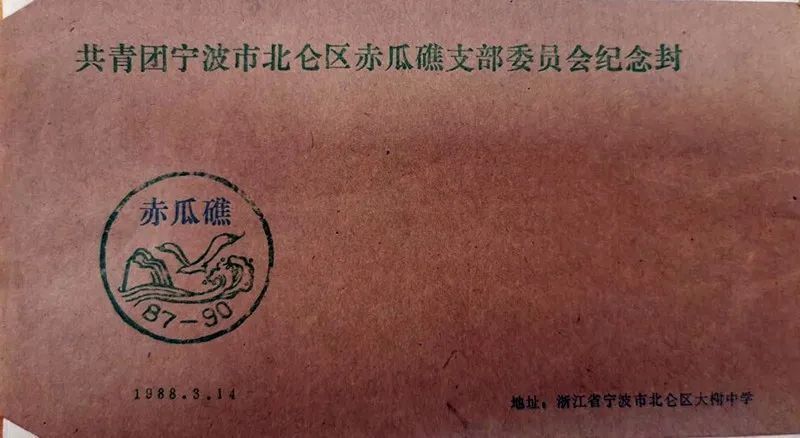 共青团宁波市北仑区赤瓜礁支部委员会纪念封
赤瓜礁
87-90
1988.3.14
地址：浙江省宁波市北仑区大榭中学